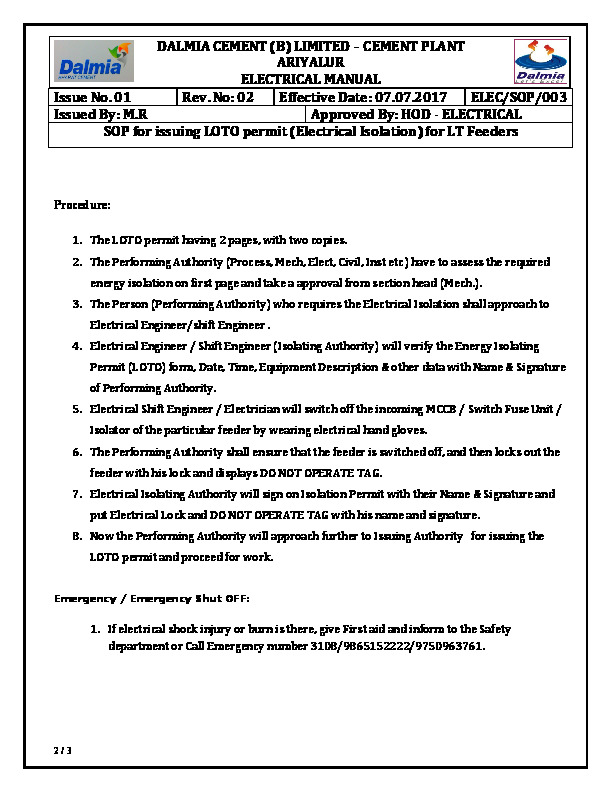 DALMIA CEMENT (B) LIMITED – CEMENT PLANT
ARIYALUR
ELECTRICAL MANUAL
Dalmia
BHARAT CEMENT
Dalmia
Let's Excel
Issue No. 01 Rev. No: 02 Effective Date: 07.07.2017 ELEC/SOP/003
Issued By: M.R Approved By: HOD - ELECTRICAL
SOP for issuing LOTO permit (Electrical Isolation) for LT Feeders
Procedure:
1. The LOTO permit having 2 pages, with two copies.
2. The Performing Authority (Process, Mech, Elect, Civil, Inst etc) have to assess the required
energy isolation on first page and take a approval from section head (Mech.).
3. The Person (Performing Authority) who requires the Electrical Isolation shall approach to
Electrical Engineer/shift Engineer .
4. Electrical Engineer / Shift Engineer (Isolating Authority) will verify the Energy Isolating
Permit (LOTO) form, Date, Time, Equipment Description & other data with Name & Signature
of Performing Authority.
5. Electrical Shift Engineer / Electrician will switch off the incoming MCCB / Switch Fuse Unit /
Isolator of the particular feeder by wearing electrical hand gloves.
6. The Performing Authority shall ensure that the feeder is switched off, and then locks out the
feeder with his lock and displays DO NOT OPERATE TAG.
7. Electrical Isolating Authority will sign on Isolation Permit with their Name & Signature and
put Electrical Lock and DO NOT OPERATE TAG with his name and signature.
8. Now the Performing Authority will approach further to Issuing Authority for issuing the
LOTO permit and proceed for work.
Emergency / Emergency Shut OFF:
1. If electrical shock injury or burn is there, give First aid and inform to the Safety
department or Call Emergency number 3108/9865152222/9750963761.
2 / 3